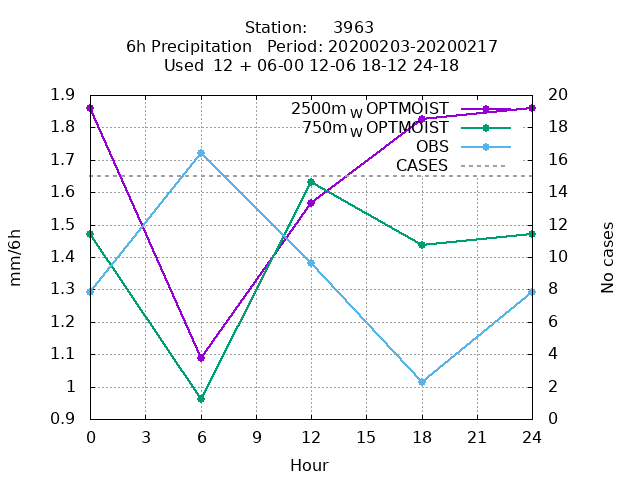 Station: 3963
6h Precipitation Period: 20200203-20200217
Used 12 + 06-00 12-06 18-12 24-18
2500m W OPTMOIST
750m W OPTMOIST
OBS
CASES
1.9
1.8
1.7
1.6
1.5
1.4
1.3
1.2
1.1
1
0.9
mm/6h
20
18
16
14
12
10
8
6
4
2
0
No cases
0 3 6 9 12 15 18 21 24
Hour